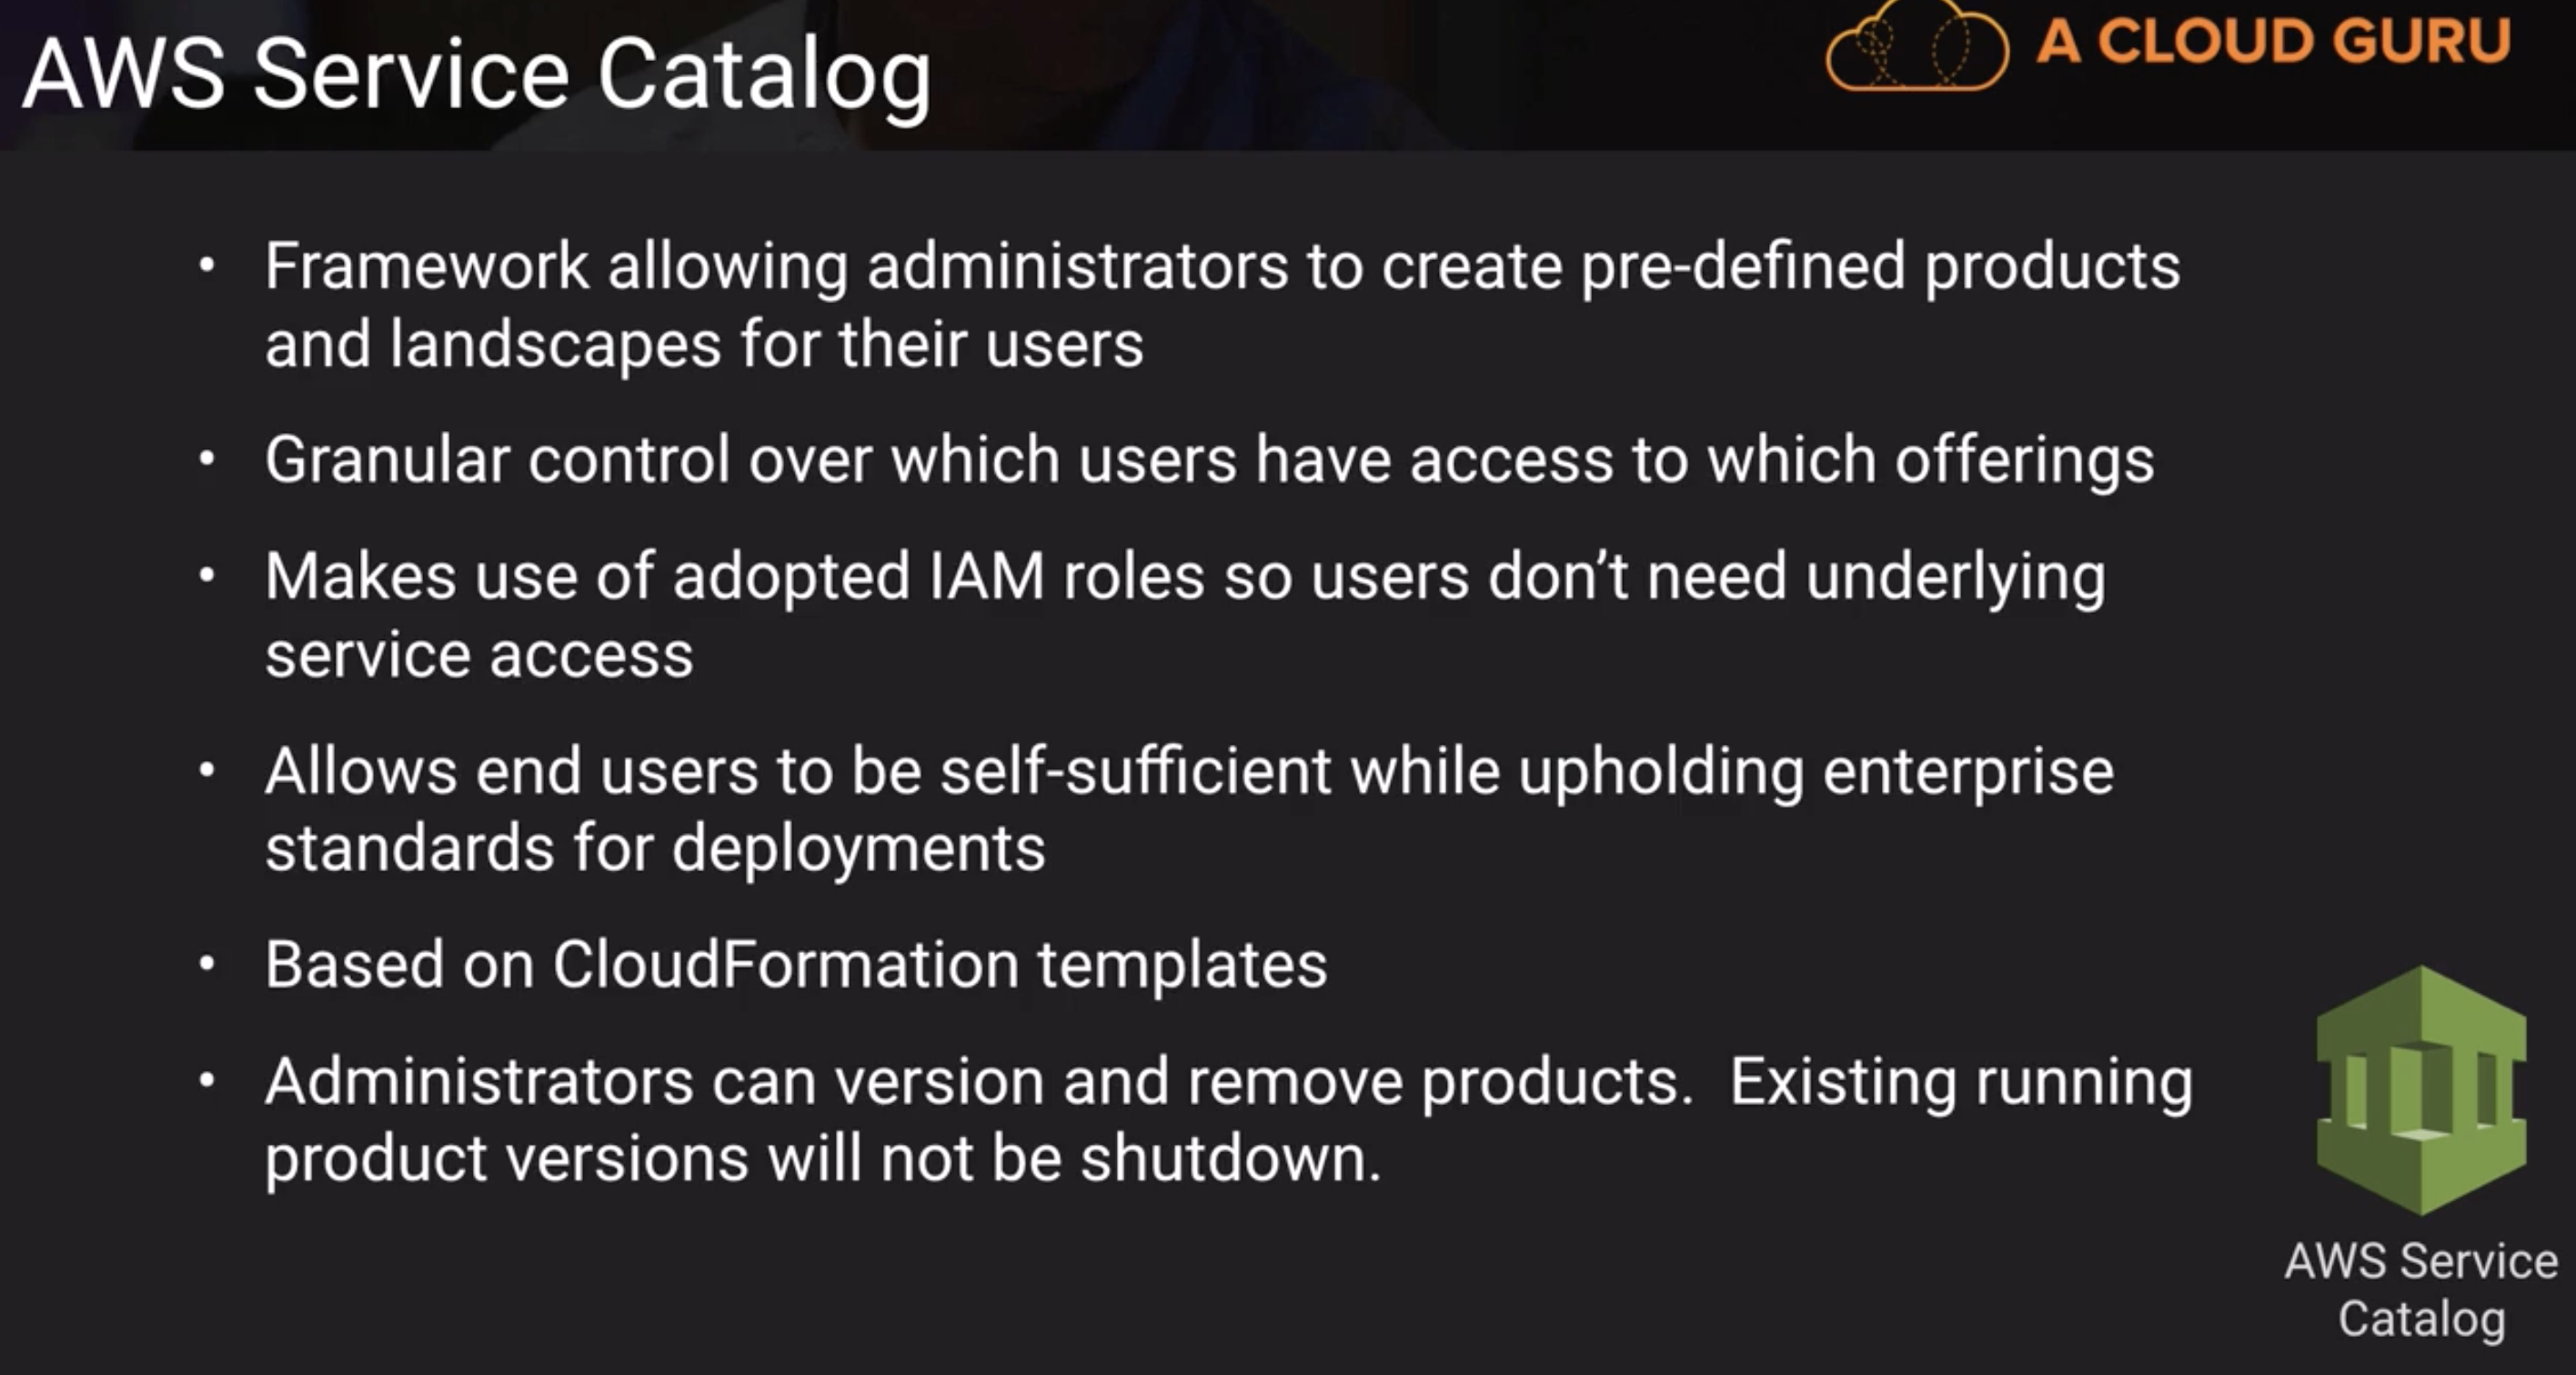 AWS Service Catalog
A CLOUD GURU
• Framework allowing administrators to create pre-defined products
and landscapes for their users
• Granular control over which users have access to which offerings
• Makes use of adopted IAM roles so users don’t need underlying
service access
• Allows end users to be self-sufficient while upholding enterprise
standards for deployments
• Based on CloudFormation templates
• Administrators can version and remove products.  Existing running
product versions will not be shutdown.
AWS Service
Catalog